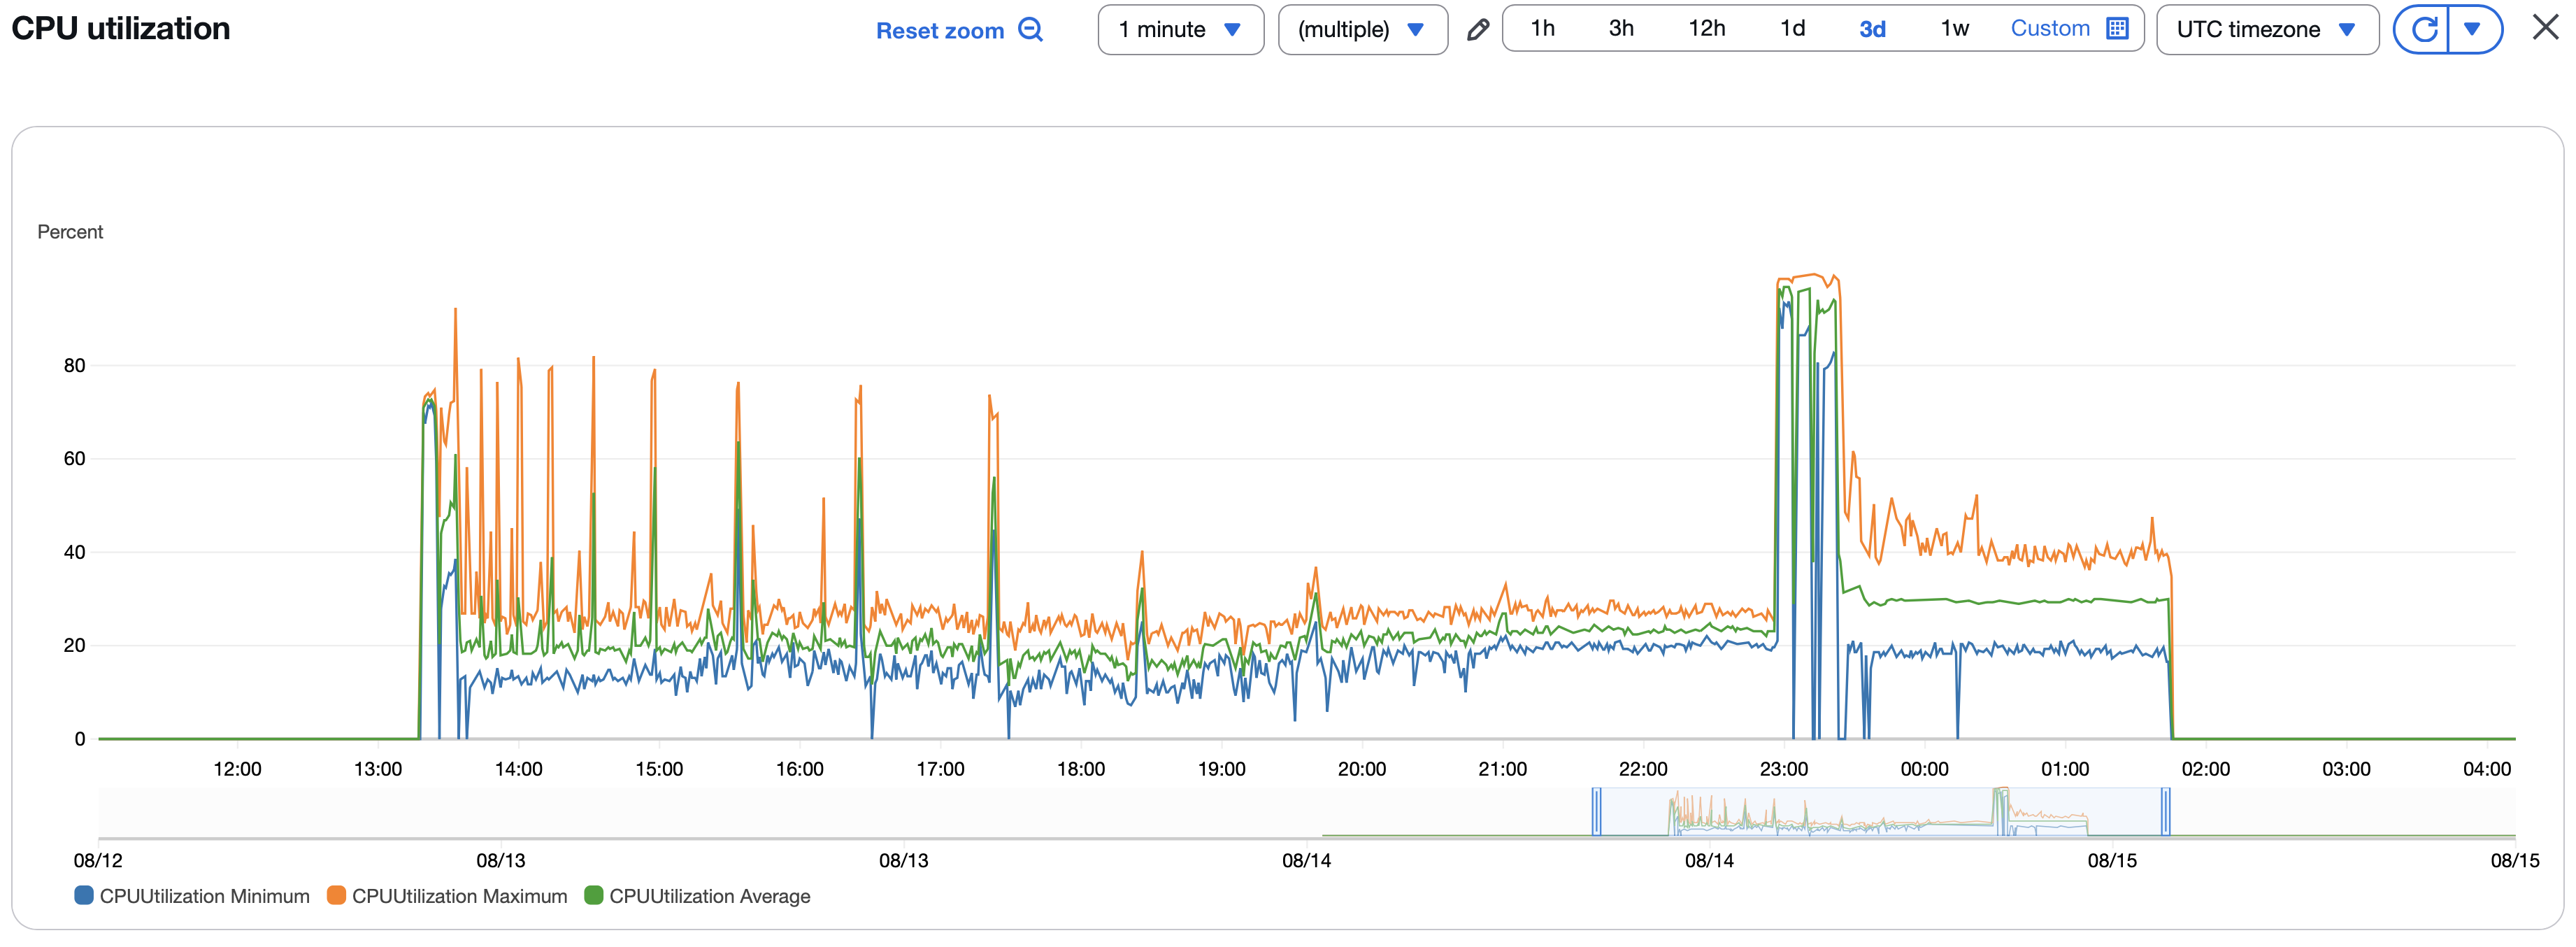 CPU utilization
Reset zoom
1 minute
(multiple)
1h 3h 12h 1d 3d 1w Custom
UTC timezone
Percent
80
60
40
20
0
12:00 13:00 14:00 15:00 16:00 17:00 18:00 19:00 20:00 21:00 22:00 23:00 00:00 01:00 02:00 03:00 04:00
08/12 08/13 08/13 08/14 08/14 08/15 08/15
CPUUtilization Minimum CPUUtilization Maximum CPUUtilization Average